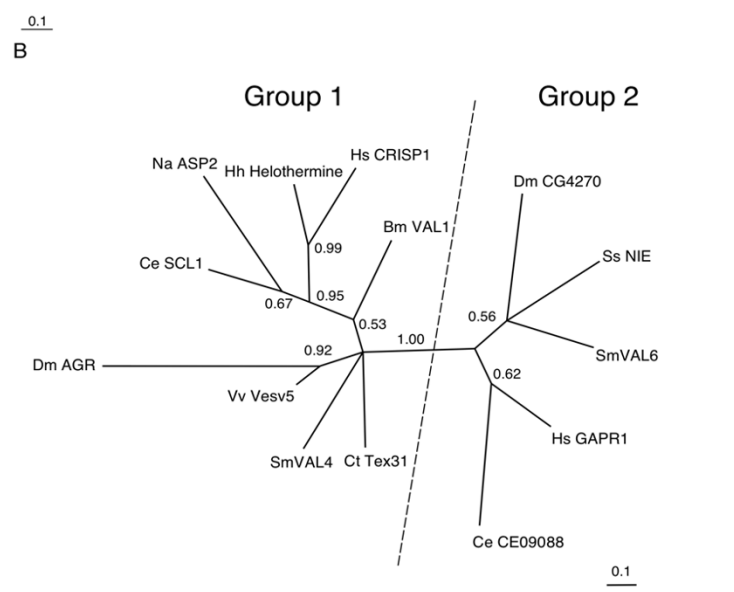 0.1
B
Group 1
Group 2
Na ASP2
Hh Helothermine
Hs CRISP1
Dm CG4270
Bm VAL1
0.99
Ss NIE
Ce SCL1
0.67
0.95
0.53
0.56
1.00
0.92
SmVAL6
Dm AGR
0.62
Vv Vesv5
Hs GAPR1
SmVAL4
Ct Tex31
Ce CE09088
0.1